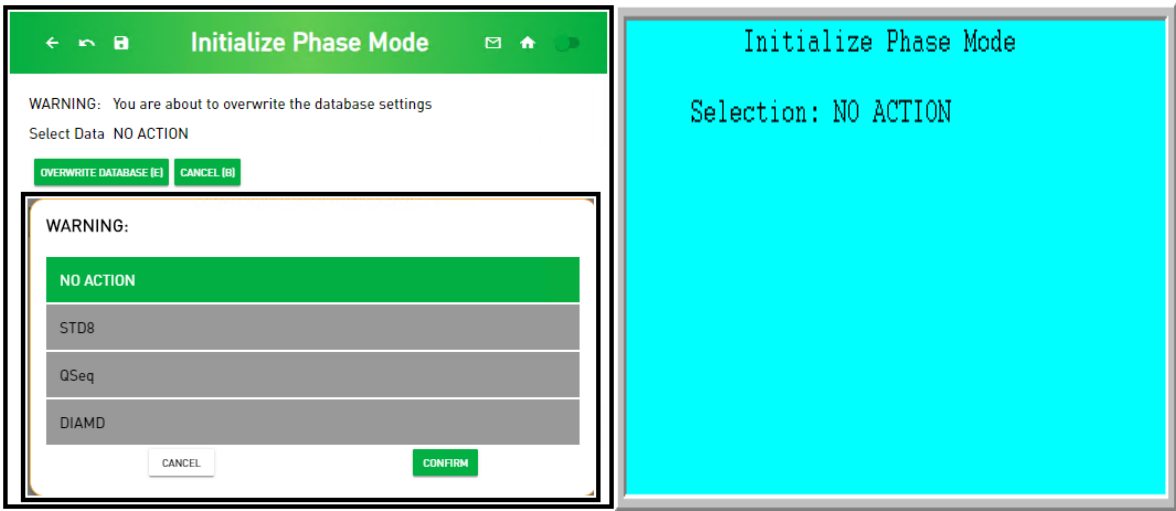 Initialize Phase Mode
WARNING: You are about to overwrite the database settings
Select Data NO ACTION
OVERWRITE DATABASE (E) CANCEL (B)
WARNING:
NO ACTION
STD8
QSeq
DIAMD
CANCEL CONFIRM
Initialize Phase Mode
Selection: NO ACTION